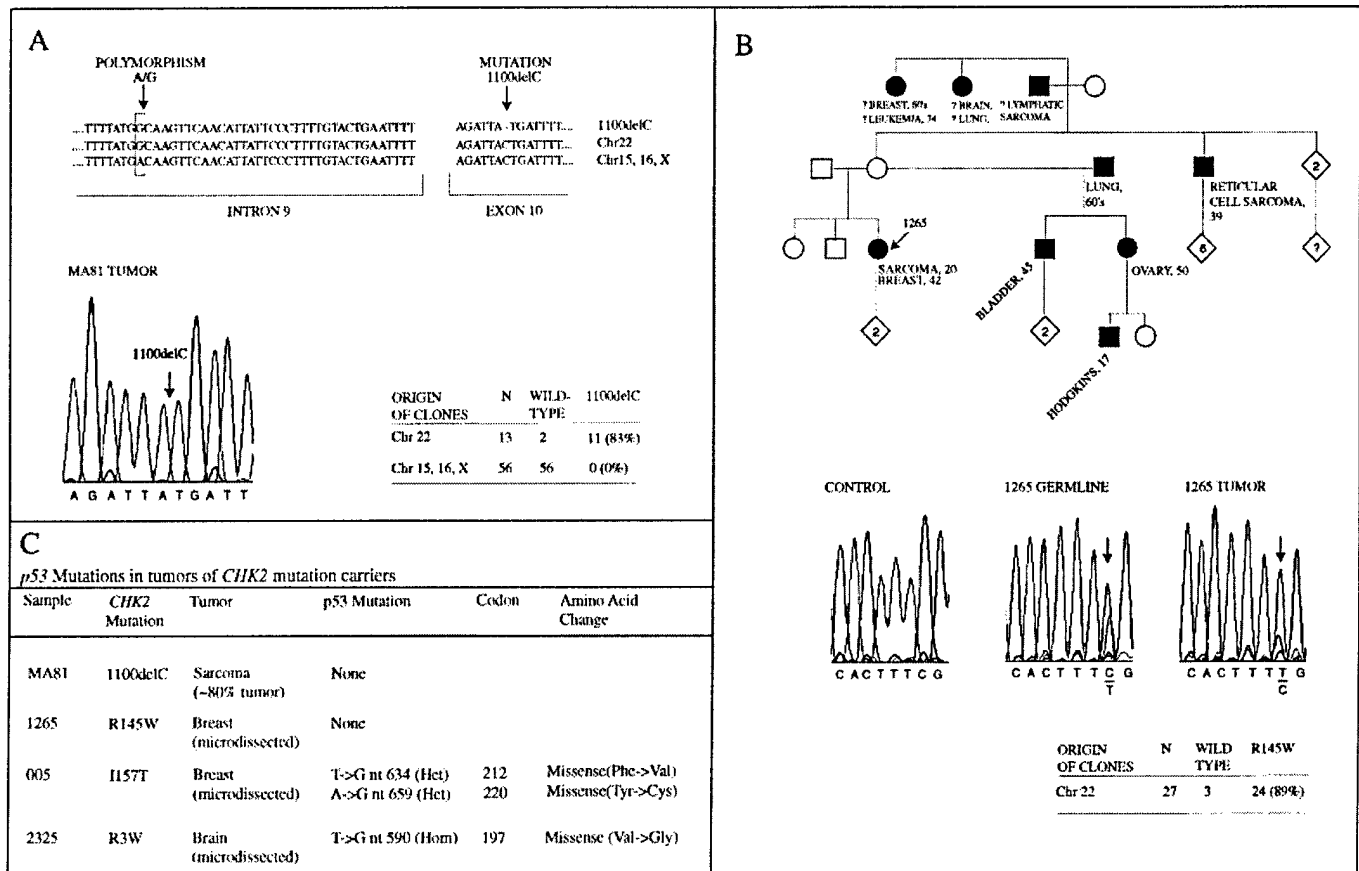 A
POLYMORPHISM
A/G
MUTATION
1100delC
....TTTTATGGCAAGTTCAACATTATTCCCTTTTGTACTGAATTTT AGATTA-TGATTTT.... 1100delC
....TTTTATGGCAAGTTCAACATTATTCCCTTTTGTACTGAATTTT AGATTACTGATTTT.... Chr22
....TTTTATGACAAGTTCAACATTATTCCCTTTTGTACTGAATTTT AGATTACTGATTTT.... Chr15, 16, X
INTRON 9 EXON 10
MA81 TUMOR
1100delC
A G A T T A T G A T T
ORIGIN OF CLONES N WILD-TYPE 1100delC
Chr 22 13 2 11 (83%)
Chr 15, 16, X 56 56 0 (0%)
B
? BREAST, 60's
? LEUKEMIA, 74
? BRAIN,
? LUNG,
? LYMPHATIC
SARCOMA
2
LUNG,
60's
RETICULAR
CELL SARCOMA,
39
1265
6
?
SARCOMA, 20
BREAST, 42
BLADDER, 45
OVARY, 50
2
2
HODGKIN'S, 17
CONTROL
1265 GERMLINE
1265 TUMOR
C A C T T T C G
C A C T T T C G
T
C A C T T T T G
C
ORIGIN OF CLONES N WILD TYPE R145W
Chr 22 27 3 24 (89%)
C
p53 Mutations in tumors of CHK2 mutation carriers
Sample CHK2 Mutation Tumor p53 Mutation Codon Amino Acid Change
MA81 1100delC Sarcoma (~80% tumor) None
1265 R145W Breast (microdissected) None
005 I157T Breast (microdissected) T->G nt 634 (Het) 212 Missense(Phe->Val)
A->G nt 659 (Het) 220 Missense(Tyr->Cys)
2325 R3W Brain (microdissected) T->G nt 590 (Hom) 197 Missense (Val->Gly)